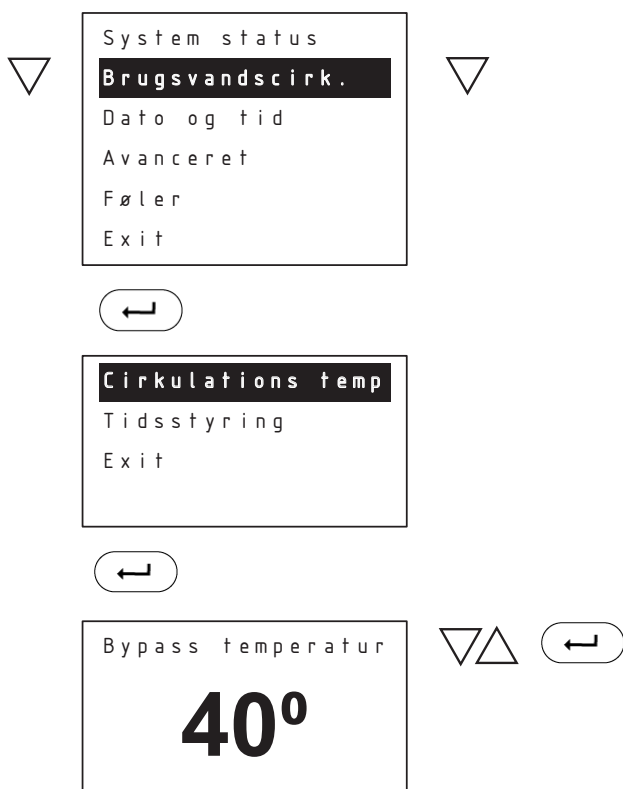 System status
Brugsvandscirk.
Dato og tid
Avanceret
Føler
Exit
Cirkulations temp
Tidsstyring
Exit
Bypass temperatur
40º